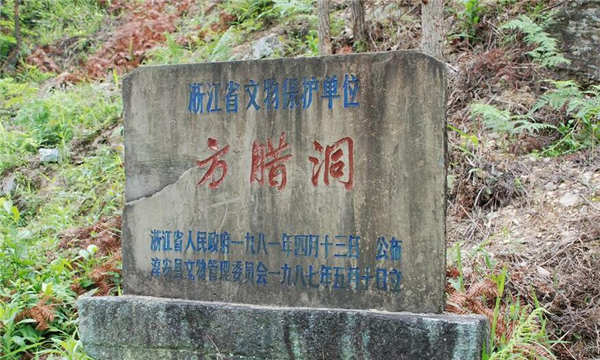 浙江省文物保护单位
方腊洞
浙江省人民政府一九八一年四月十三日 公布
淳安县文物管理委员会一九八七年五月十日立